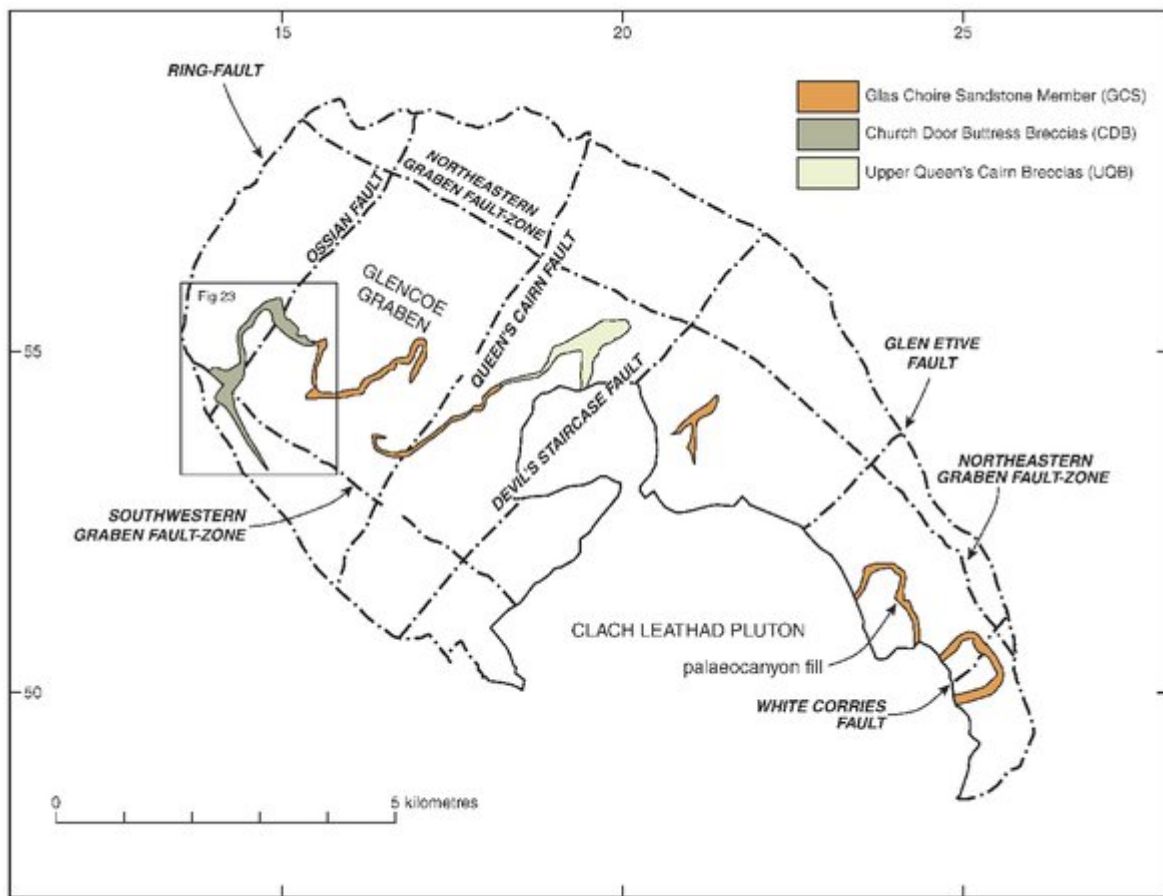 15
20
25
RING-FAULT
Glas Choire Sandstone Member (GCS)
Church Door Buttress Breccias (CDB)
Upper Queen's Cairn Breccias (UQB)
NORTHEASTERN
GRABEN FAULT-ZONE
OSSIAN FAULT
GLENCOE
GRABEN
QUEEN'S CAIRN FAULT
Fig 23
55
GLEN ETIVE
FAULT
DEVIL'S STAIRCASE FAULT
NORTHEASTERN
GRABEN FAULT-ZONE
SOUTHWESTERN
GRABEN FAULT-ZONE
CLACH LEATHAD PLUTON
palaeocanyon fill
50
WHITE CORRIES
FAULT
0
5 kilometres